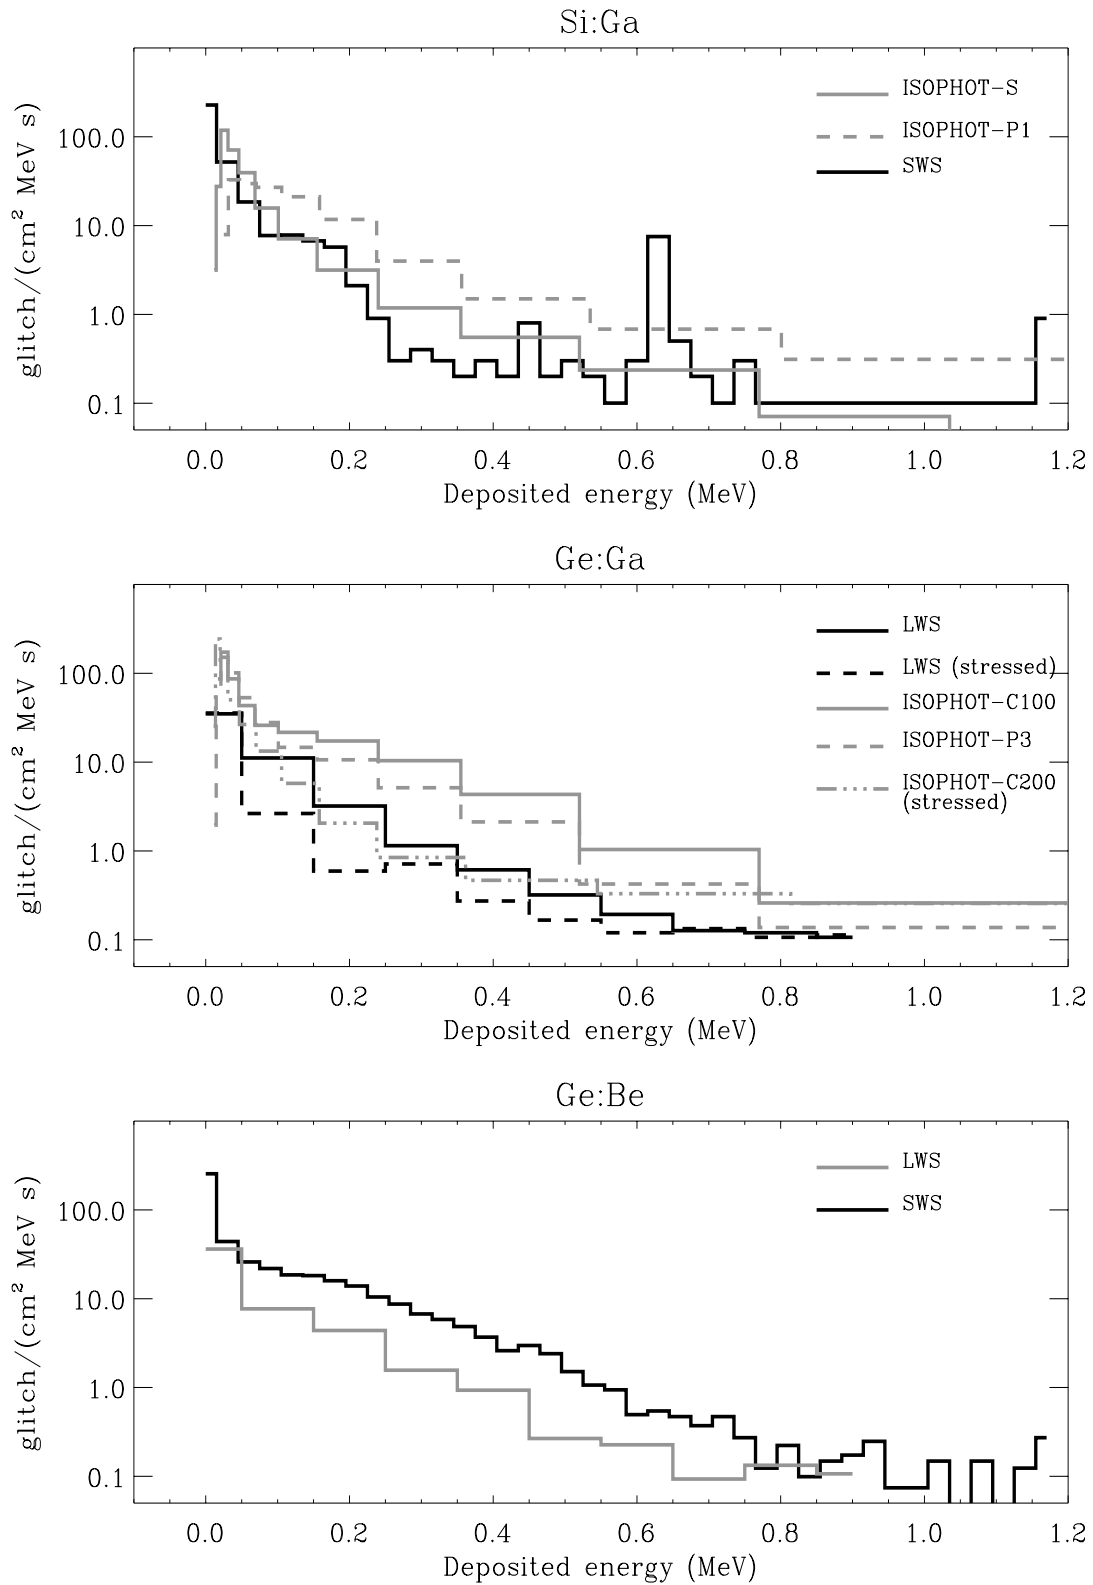 Si:Ga
glitch/(cm² MeV s)
100.0
10.0
1.0
0.1
ISOPHOT-S
ISOPHOT-P1
SWS
0.0 0.2 0.4 0.6 0.8 1.0 1.2
Deposited energy (MeV)
Ge:Ga
glitch/(cm² MeV s)
100.0
10.0
1.0
0.1
LWS
LWS (stressed)
ISOPHOT-C100
ISOPHOT-P3
ISOPHOT-C200
(stressed)
0.0 0.2 0.4 0.6 0.8 1.0 1.2
Deposited energy (MeV)
Ge:Be
glitch/(cm² MeV s)
100.0
10.0
1.0
0.1
LWS
SWS
0.0 0.2 0.4 0.6 0.8 1.0 1.2
Deposited energy (MeV)